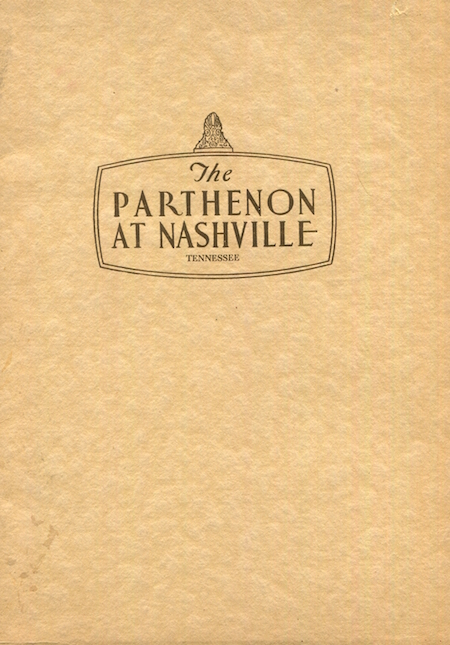 The
PARTHENON
AT NASHVILLE
TENNESSEE